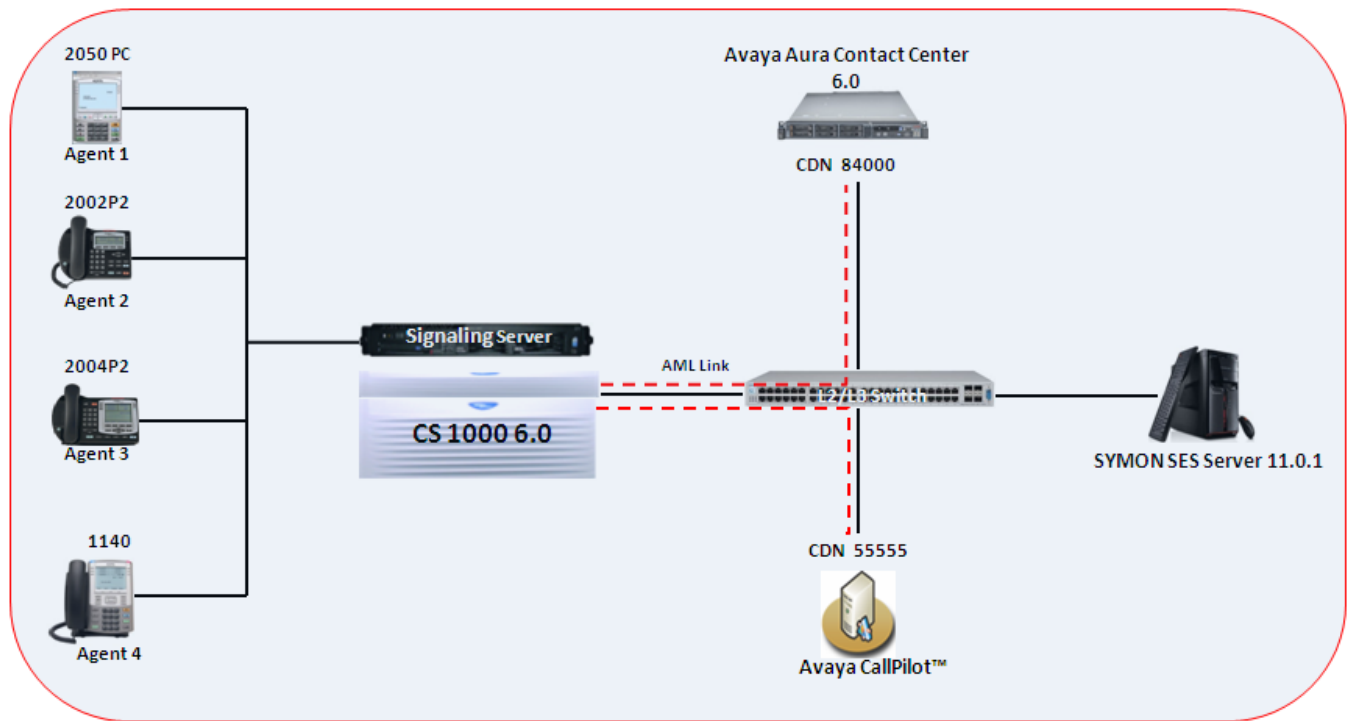 2050 PC
Agent 1
2002P2
Agent 2
2004P2
Agent 3
1140
Agent 4
Signaling Server
CS 1000 6.0
AML Link
Avaya Aura Contact Center
6.0
CDN 84000
L2/L3 Switch
CDN 55555
Avaya CallPilot™
SYMON SES Server 11.0.1